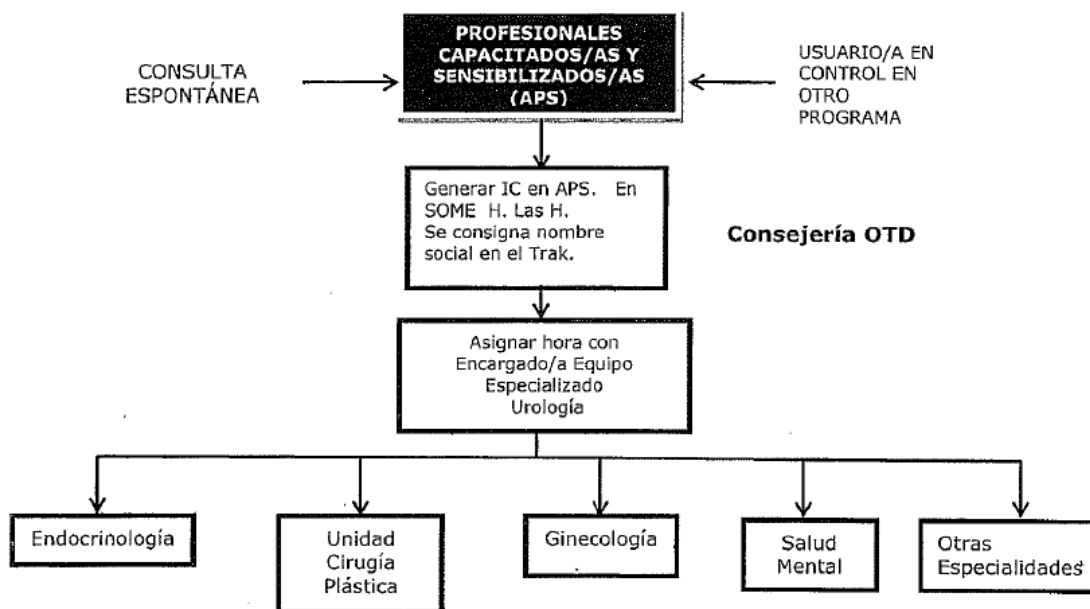 PROFESIONALES
CAPACITADOS/AS Y
SENSIBILIZADOS/AS
(APS)
CONSULTA
ESPONTÁNEA
USUARIO/A EN
CONTROL EN
OTRO
PROGRAMA
Generar IC en APS. En
SOME H. Las H.
Se consigna nombre
social en el Trak.
Consejería OTD
Asignar hora con
Encargado/a Equipo
Especializado
Urología
Endocrinología
Unidad
Cirugía
Plástica
Ginecología
Salud
Mental
Otras
Especialidades